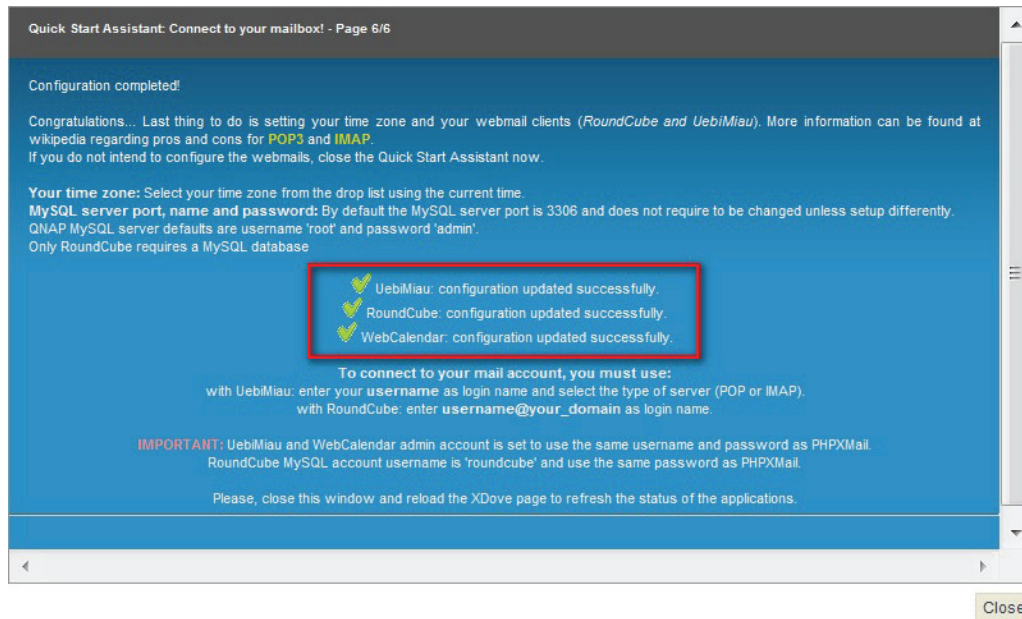 Quick Start Assistant: Connect to your mailbox! - Page 6/6
Configuration completed!
Congratulations... Last thing to do is setting your time zone and your webmail clients (RoundCube and UebiMiau). More information can be found at
wikipedia regarding pros and cons for POP3 and IMAP.
If you do not intend to configure the webmails, close the Quick Start Assistant now.
Your time zone: Select your time zone from the drop list using the current time.
MySQL server port, name and password: By default the MySQL server port is 3306 and does not require to be changed unless setup differently.
QNAP MySQL server defaults are username 'root' and password 'admin'.
Only RoundCube requires a MySQL database
UebiMiau: configuration updated successfully.
RoundCube: configuration updated successfully.
WebCalendar: configuration updated successfully.
To connect to your mail account, you must use:
with UebiMiau: enter your username as login name and select the type of server (POP or IMAP).
with RoundCube: enter username@your_domain as login name.
IMPORTANT: UebiMiau and WebCalendar admin account is set to use the same username and password as PHPXMail.
RoundCube MySQL account username is 'roundcube' and use the same password as PHPXMail.
Please, close this window and reload the XDove page to refresh the status of the applications.
Close